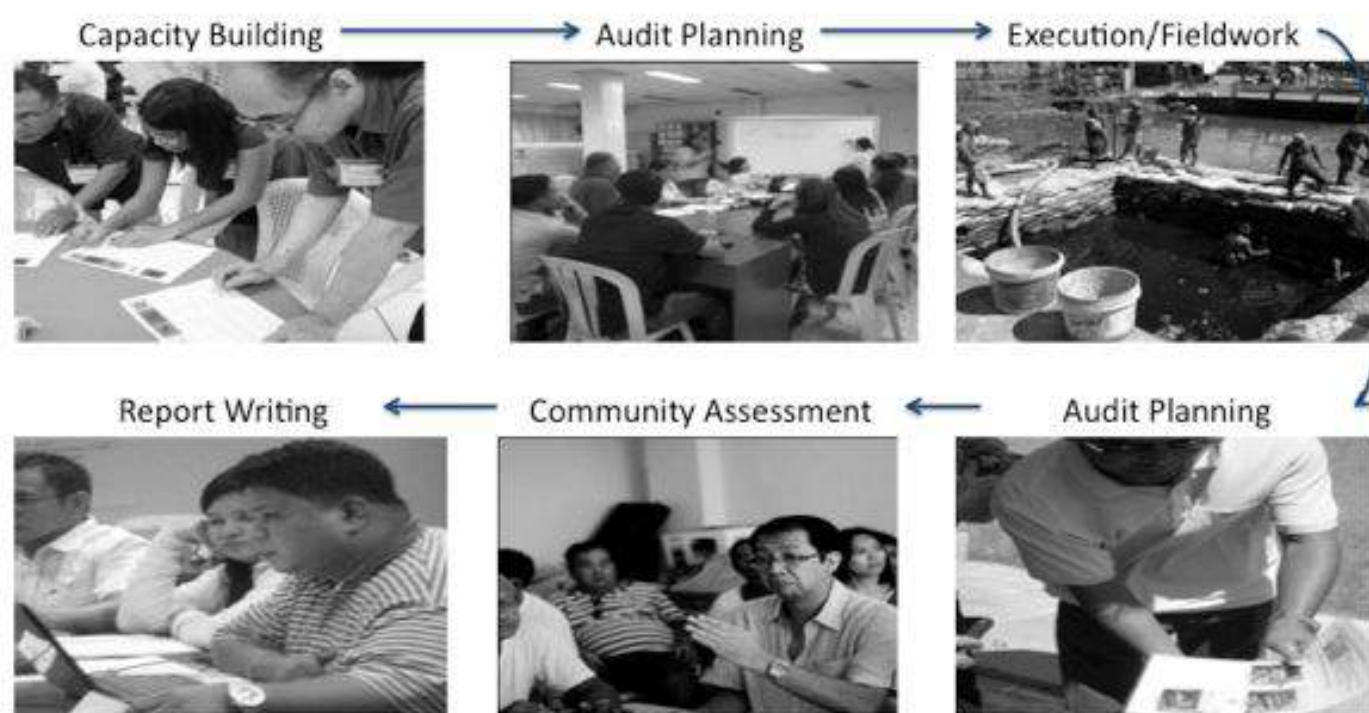 Capacity Building
Audit Planning
Execution/Fieldwork
Audit Planning
Community Assessment
Report Writing